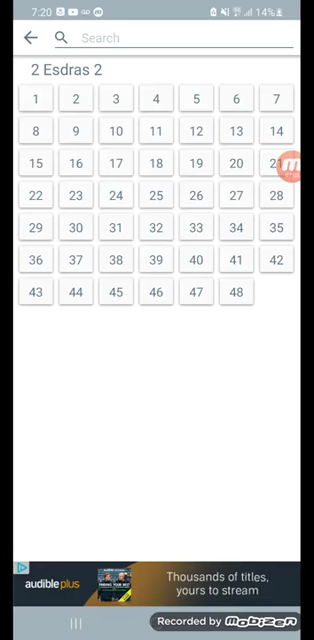 7:20 14%
Search
2 Esdras 2
1 2 3 4 5 6 7
8 9 10 11 12 13 14
15 16 17 18 19 20 21
22 23 24 25 26 27 28
29 30 31 32 33 34 35
36 37 38 39 40 41 42
43 44 45 46 47 48
audible plus
Thousands of titles,
yours to stream
Recorded by mobizen